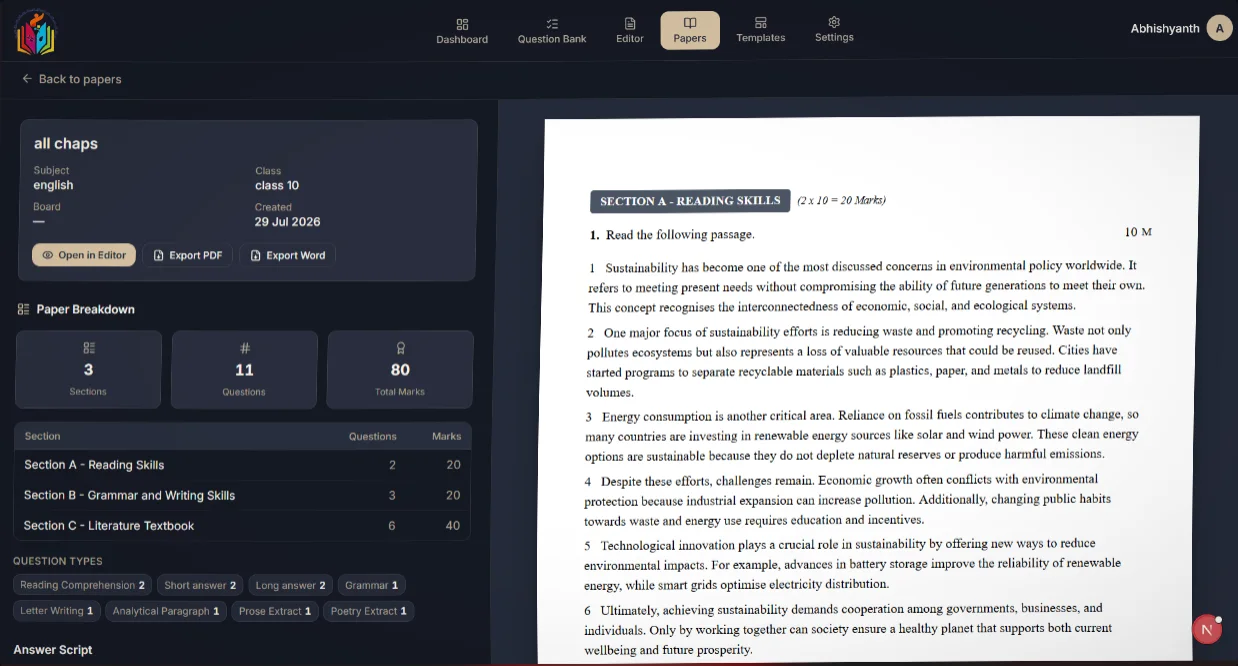 Dashboard
Question Bank
Editor
Papers
Templates
Settings
Abhishyanth
A
Back to papers
all chaps
Subject
english
Class
class 10
Board
—
Created
29 Jul 2026
Open in Editor
Export PDF
Export Word
Paper Breakdown
3
Sections
#
11
Questions
80
Total Marks
Section Questions Marks
Section A - Reading Skills 2 20
Section B - Grammar and Writing Skills 3 20
Section C - Literature Textbook 6 40
QUESTION TYPES
Reading Comprehension 2 Short answer 2 Long answer 2 Grammar 1
Letter Writing 1 Analytical Paragraph 1 Prose Extract 1 Poetry Extract 1
Answer Script
SECTION A - READING SKILLS (2 x 10 = 20 Marks)
1. Read the following passage. 10 M
1 Sustainability has become one of the most discussed concerns in environmental policy worldwide. It
refers to meeting present needs without compromising the ability of future generations to meet their own.
This concept recognises the interconnectedness of economic, social, and ecological systems.
2 One major focus of sustainability efforts is reducing waste and promoting recycling. Waste not only
pollutes ecosystems but also represents a loss of valuable resources that could be reused. Cities have
started programs to separate recyclable materials such as plastics, paper, and metals to reduce landfill
volumes.
3 Energy consumption is another critical area. Reliance on fossil fuels contributes to climate change, so
many countries are investing in renewable energy sources like solar and wind power. These clean energy
options are sustainable because they do not deplete natural reserves or produce harmful emissions.
4 Despite these efforts, challenges remain. Economic growth often conflicts with environmental
protection because industrial expansion can increase pollution. Additionally, changing public habits
towards waste and energy use requires education and incentives.
5 Technological innovation plays a crucial role in sustainability by offering new ways to reduce
environmental impacts. For example, advances in battery storage improve the reliability of renewable
energy, while smart grids optimise electricity distribution.
6 Ultimately, achieving sustainability demands cooperation among governments, businesses, and
individuals. Only by working together can society ensure a healthy planet that supports both current
wellbeing and future prosperity.
N